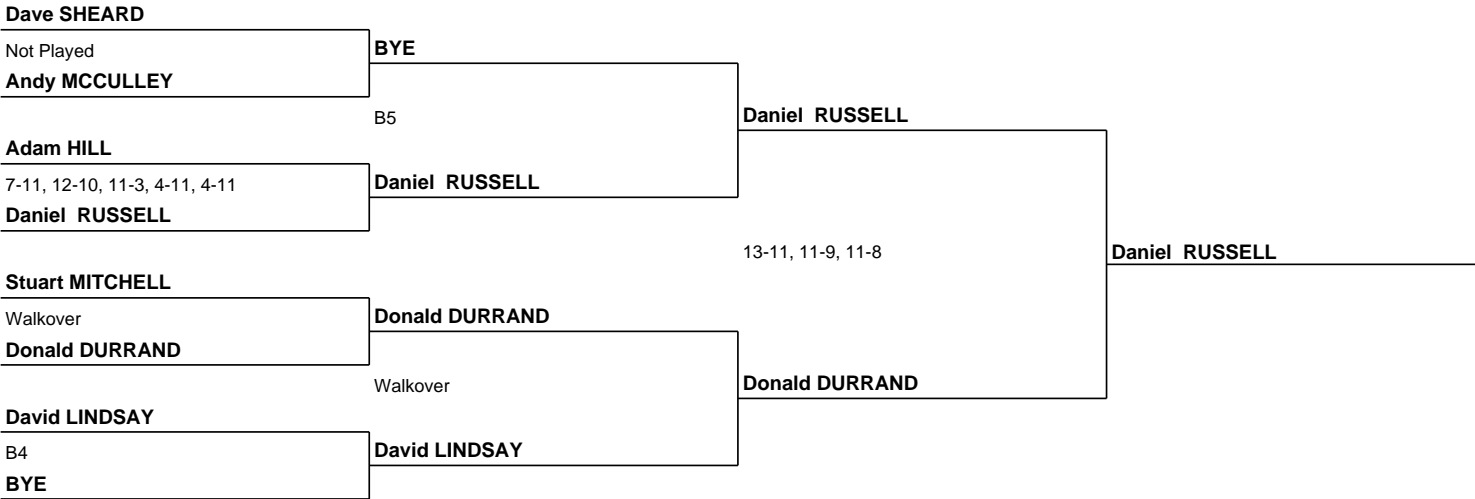 Dave SHEARD
Not Played
Andy MCCULLEY
BYE
B5
Adam HILL
7-11, 12-10, 11-3, 4-11, 4-11
Daniel RUSSELL
Daniel RUSSELL
Daniel RUSSELL
13-11, 11-9, 11-8
Daniel RUSSELL
Stuart MITCHELL
Walkover
Donald DURRAND
Donald DURRAND
Walkover
Donald DURRAND
David LINDSAY
B4
BYE
David LINDSAY